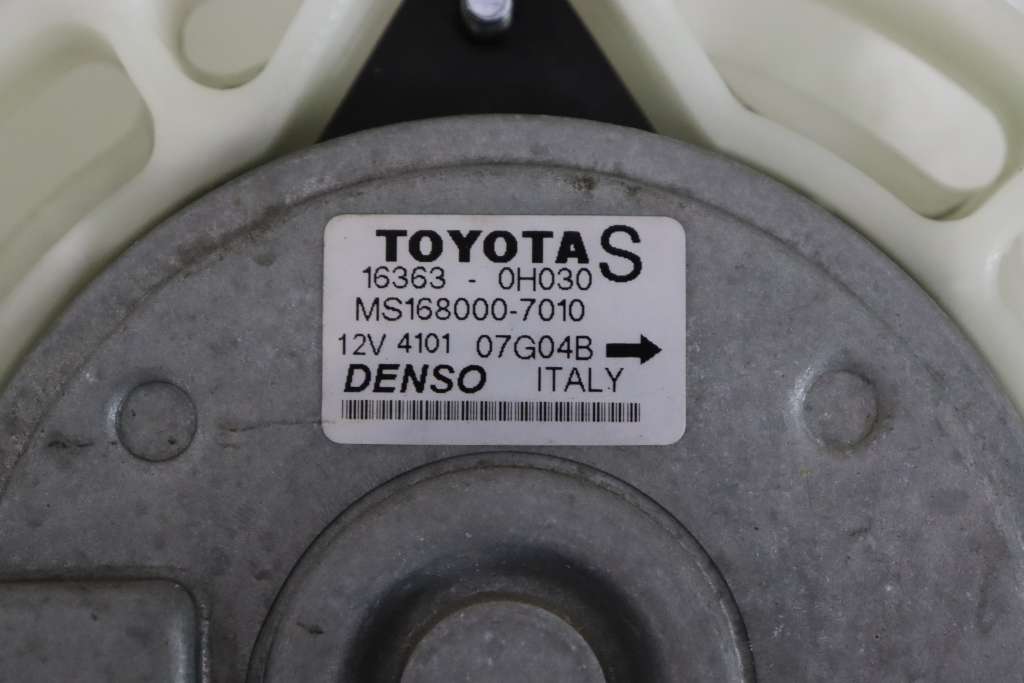 TOYOTA S
16363 - 0H030
MS168000-7010
12V 4101 07G04B
DENSO ITALY